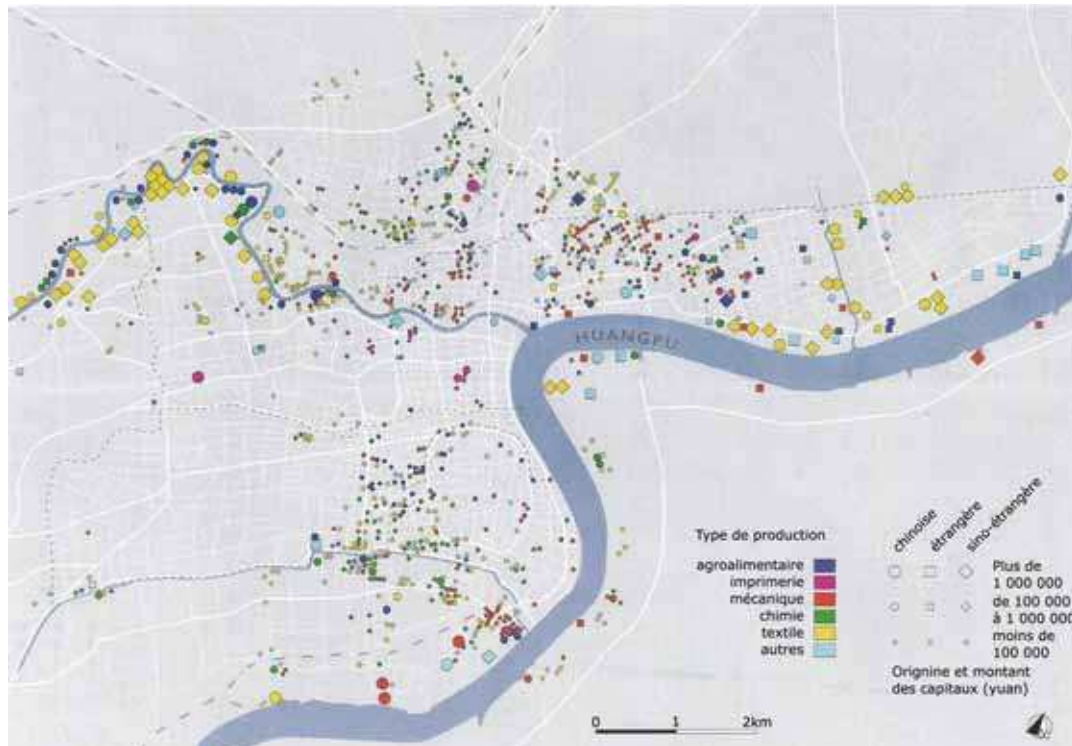 HUANGPU
Type de production
agroalimentaire
imprimerie
mécanique
chimie
textile
autres
chinoise
étrangère
sino-étrangère
Plus de
1 000 000
de 100 000
à 1 000 000
moins de
100 000
Orignine et montant
des capitaux (yuan)
0 1 2km